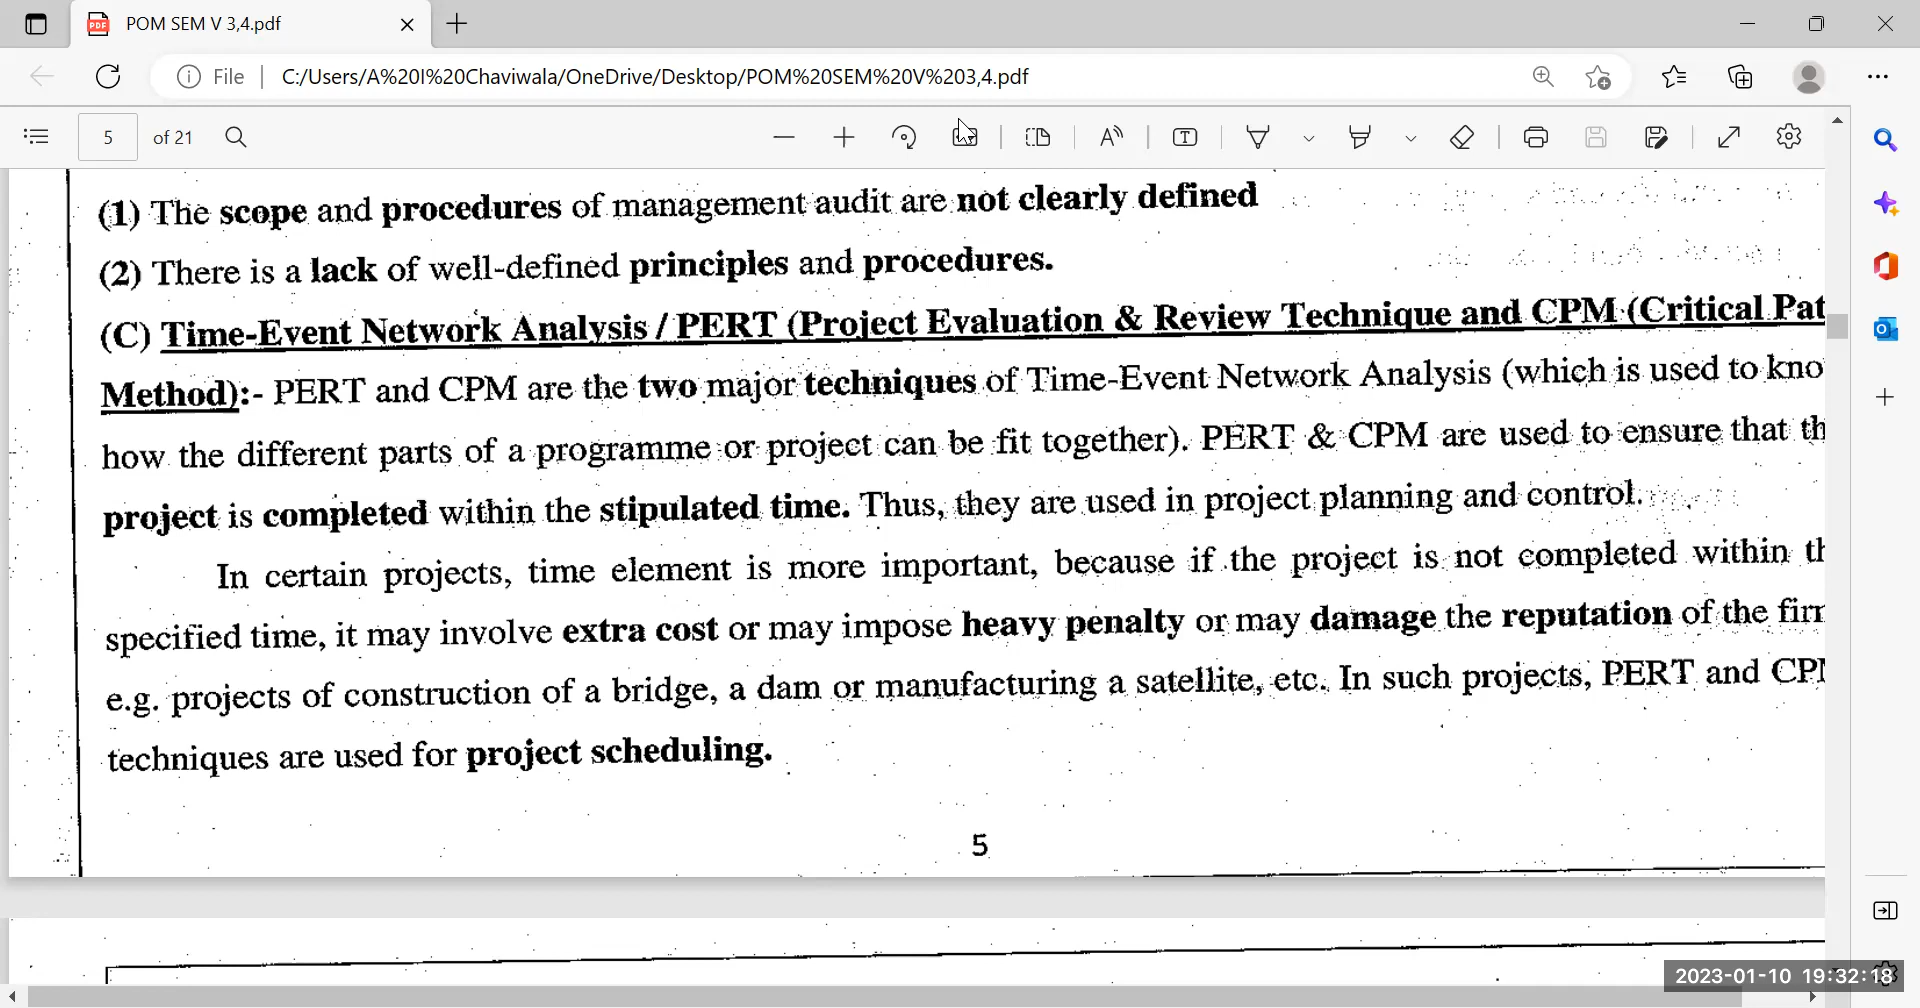 POM SEM V 3,4.pdf
File
C:/Users/A%20I%20Chaviwala/OneDrive/Desktop/POM%20SEM%20V%203,4.pdf
5 of 21
(1) The scope and procedures of management audit are not clearly defined
(2) There is a lack of well-defined principles and procedures.
(C) Time-Event Network Analysis / PERT (Project Evaluation & Review Technique and CPM (Critical Pat
Method):- PERT and CPM are the two major techniques of Time-Event Network Analysis (which is used to kno
how the different parts of a programme or project can be fit together). PERT & CPM are used to ensure that th
project is completed within the stipulated time. Thus, they are used in project planning and control.
In certain projects, time element is more important, because if the project is not completed within th
specified time, it may involve extra cost or may impose heavy penalty or may damage the reputation of the firm
e.g. projects of construction of a bridge, a dam or manufacturing a satellite, etc. In such projects, PERT and CPM
techniques are used for project scheduling.
5
2023-01-10 19:32:18